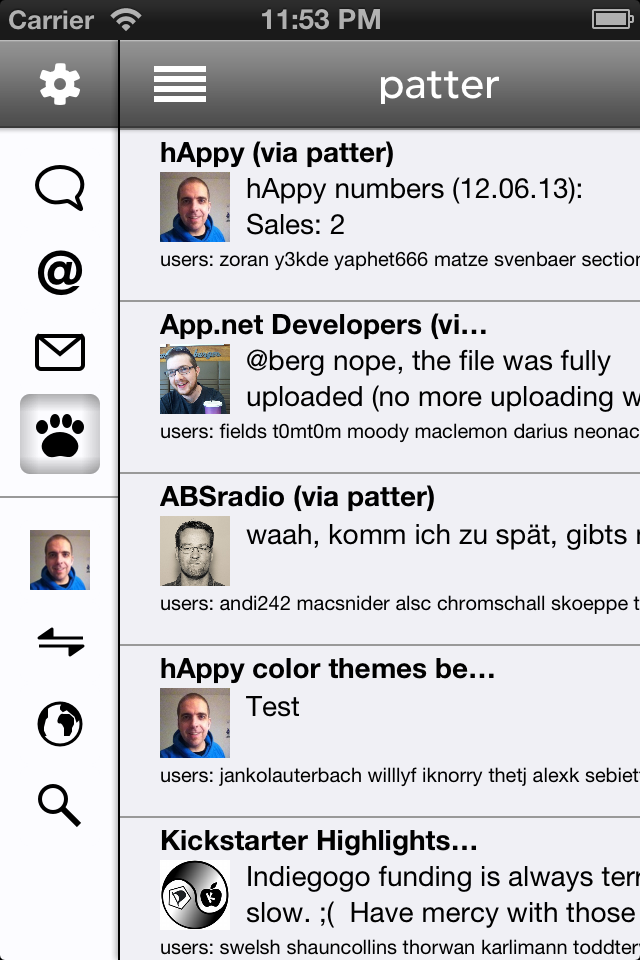 Carrier 11:53 PM
patter
hAppy (via patter)
hAppy numbers (12.06.13):
Sales: 2
users: zoran y3kde yaphet666 matze svenbaer section
App.net Developers (vi...
@berg nope, the file was fully
uploaded (no more uploading w
users: fields t0mt0m moody maclemon darius neonac
ABSradio (via patter)
waah, komm ich zu spät, gibts
users: andi242 macsnider alsc chromschall skoeppe t
hAppy color themes be...
Test
users: jankolauterbach willlyf iknorry thetj alexk sebiet
Kickstarter Highlights...
Indiegogo funding is always terr
slow. ;( Have mercy with those
users: swelsh shauncollins thorwan karlimann toddter